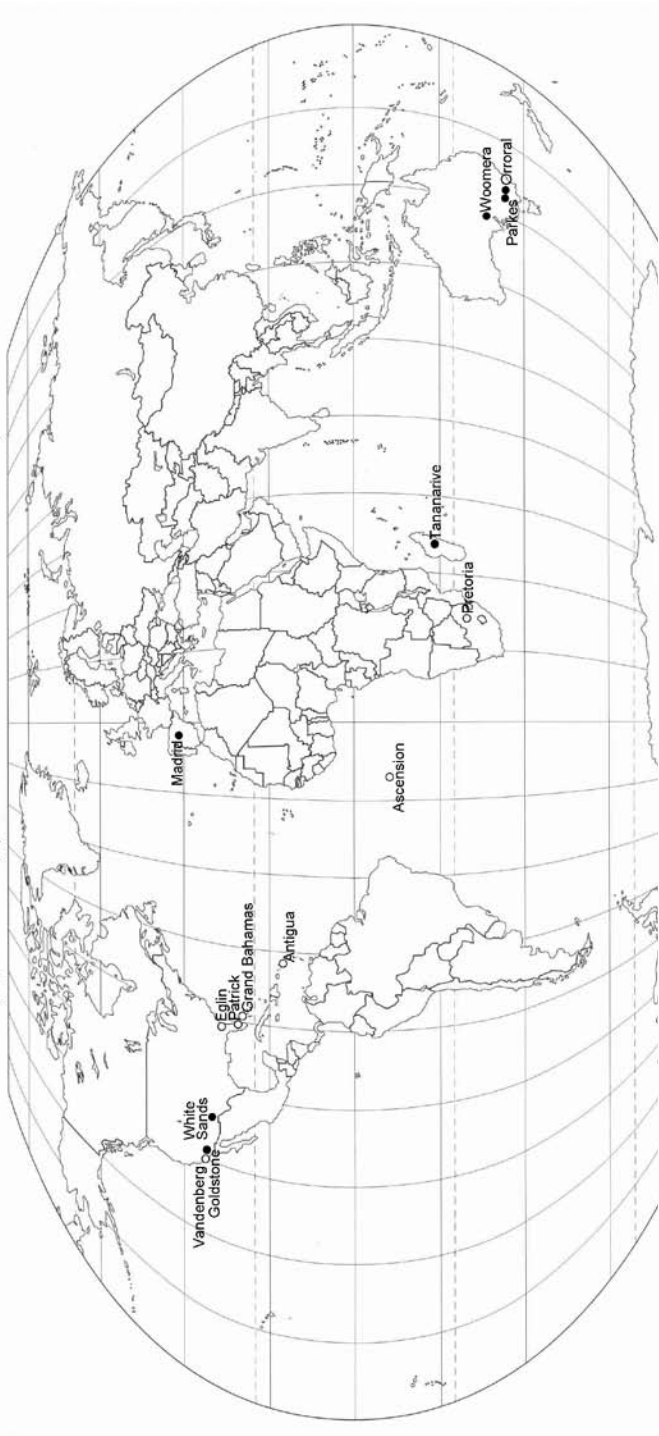 Vandenberg
Goldstone
White
Sands
Eglin
Patrick
Grand Bahamas
Antigua
Madrid
Ascension
Pretoria
Tananarive
Woomera
Parkes
Orroral